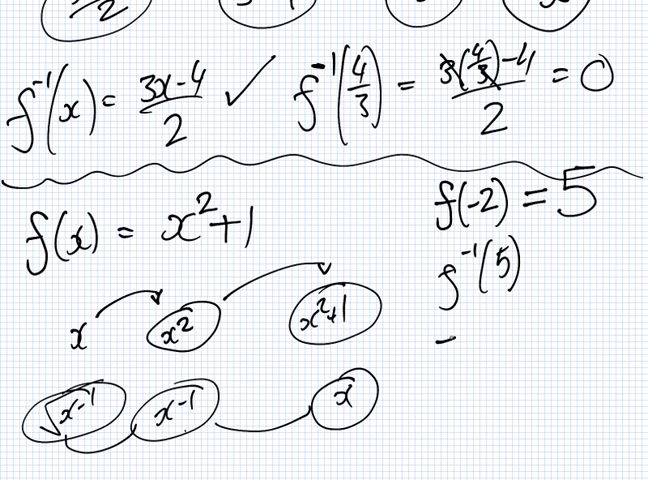 f⁻¹(x) = (3x-4)/2 ✓ f⁻¹(4/3) = (3(4/3)-4)/2 = 0
f(x) = x²+1 f(-2) = 5
f⁻¹(5)
x x² x²+1
-
√x-1 x-1 x